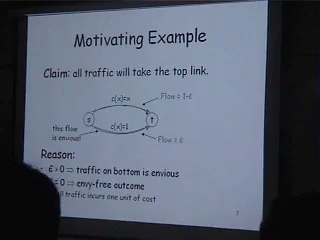 Motivating Example
Claim: all traffic will take the top link.
c(x)=x
Flow = 1-ε
s
t
this flow
is envious!
c(x)=1
Flow = ε
Reason:
ε > 0 ⇒ traffic on bottom is envious
= 0 ⇒ envy-free outcome
traffic incurs one unit of cost